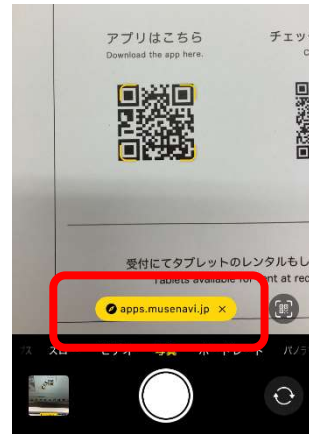 アプリはこちら
Download the app here.
チェッ
受付にてタブレットのレンタルもし
Tablets available for
ent at rec
apps.musenavi.jp ×
スロー
ビデオ
写真
ポートレート
パノラ